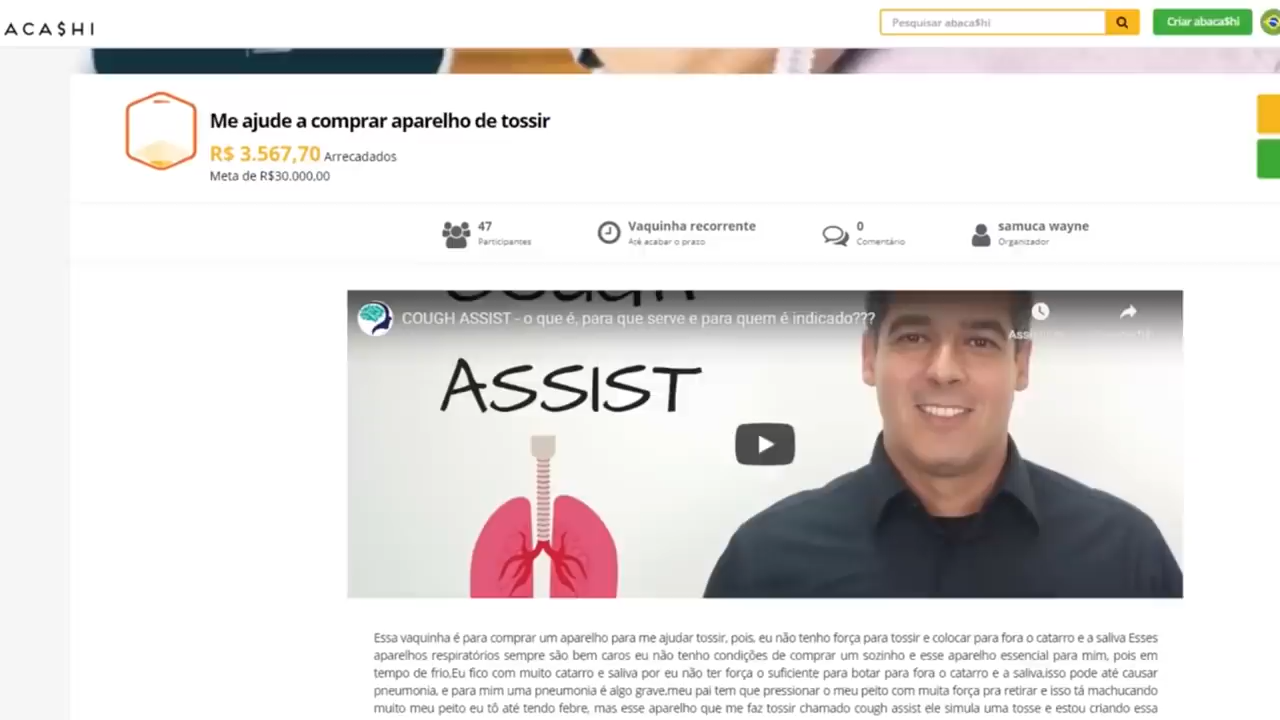 ACA$HI
Pesquisar abaca$hi
Criar abaca$hi
Me ajude a comprar aparelho de tossir
R$ 3.567,70 Arrecadados
Meta de R$30.000,00
47
Participantes
Vaquinha recorrente
Até acabar o prazo
0
Comentário
samuca wayne
Organizador
COUGH ASSIST - o que é, para que serve e para quem é indicado???
ASSIST
Essa vaquinha é para comprar um aparelho para me ajudar tossir, pois, eu não tenho força para tossir e colocar para fora o catarro e a saliva Esses
aparelhos respiratórios sempre são bem caros eu não tenho condições de comprar um sozinho e esse aparelho essencial para mim, pois em
tempo de frio,Eu fico com muito catarro e saliva por eu não ter força o suficiente para botar para fora o catarro e a saliva,isso pode até causar
pneumonia, e para mim uma pneumonia é algo grave,meu pai tem que pressionar o meu peito com muita força pra retirar e isso tá machucando
muito meu peito eu tô até tendo febre, mas esse aparelho que me faz tossir chamado cough assist ele simula uma tosse e estou criando essa